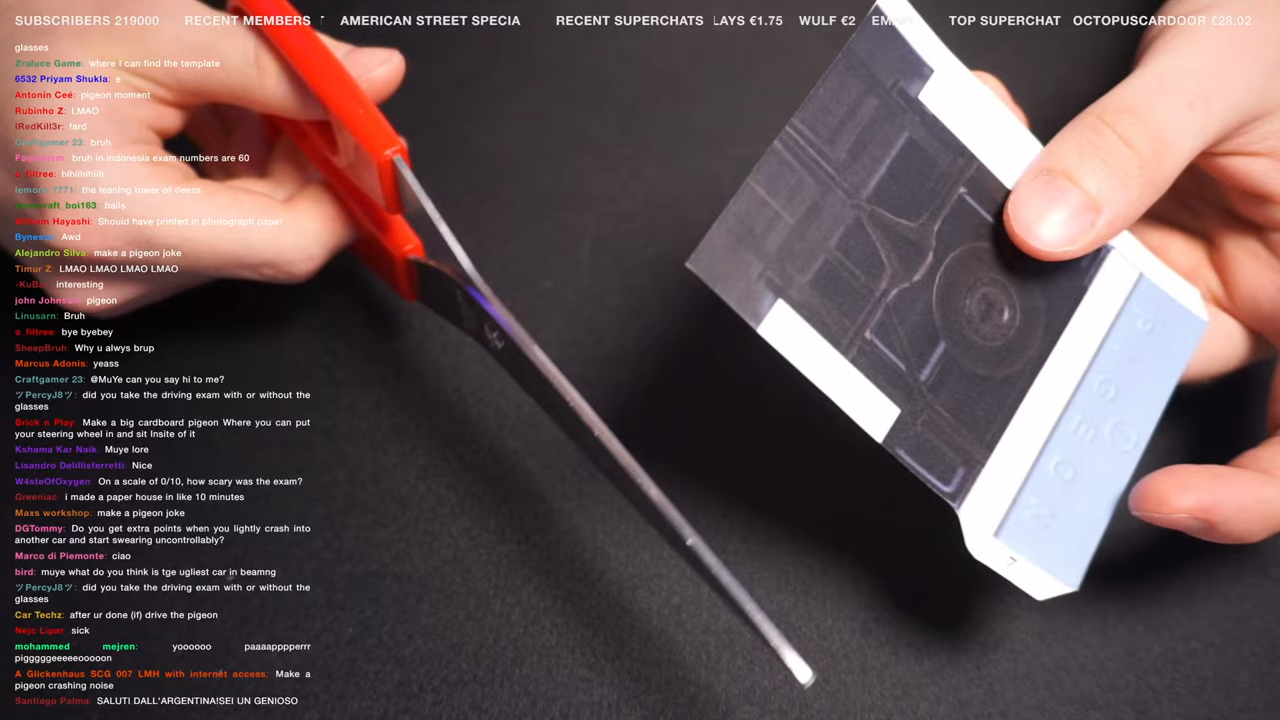 SUBSCRIBERS 219000 RECENT MEMBERS AMERICAN STREET SPECIA RECENT SUPERCHATS LAYS €1.75 WULF €2 TOP SUPERCHAT OCTOPUSCARDOOR €28.02
glasses
Zraluce Game: where I can find the template
6532 Priyam Shukla: e
Antonin Ceé: pigeon moment
Rubinho Z: LMAO
IRedKill3r: fard
Craftgamer 23: bruh
bruh in indonesia exam numbers are 60
o_filtree: hihiihihiih
the leaning tower of deezs
balls
Hayashi: Should have printed in photograph paper
Awd
Alejandro Silva: make a pigeon joke
Timur Z: LMAO LMAO LMAO LMAO
interesting
john Johnson: pigeon
Linusarn: Bruh
o_filtree: bye byebey
SheepBruh: Why u alwys brup
Marcus Adonis: yeass
Craftgamer 23: @MuYe can you say hi to me?
ツPercyJ8ツ: did you take the driving exam with or without the
glasses
Brick n Play: Make a big cardboard pigeon Where you can put
your steering wheel in and sit Insite of it
Kshama Kar Naik: Muye lore
Lisandro Delillisferretti: Nice
W4steOfOxygen: On a scale of 0/10, how scary was the exam?
Greeniac: i made a paper house in like 10 minutes
Maxs workshop: make a pigeon joke
DGTommy: Do you get extra points when you lightly crash into
another car and start swearing uncontrollably?
Marco di Piemonte: ciao
bird: muye what do you think is tge ugliest car in beamng
ツPercyJ8ツ: did you take the driving exam with or without the
glasses
Car Techz: after ur done (if) drive the pigeon
Nejc Lipar: sick
mohammed mejren: yoooooo paaaapppperrr
pigggggeeeeeooooon
A Glickenhaus SCG 007 LMH with internet access: Make a
pigeon crashing noise
Santiago Palma: SALUTI DALL'ARGENTINA!SEI UN GENIOSO